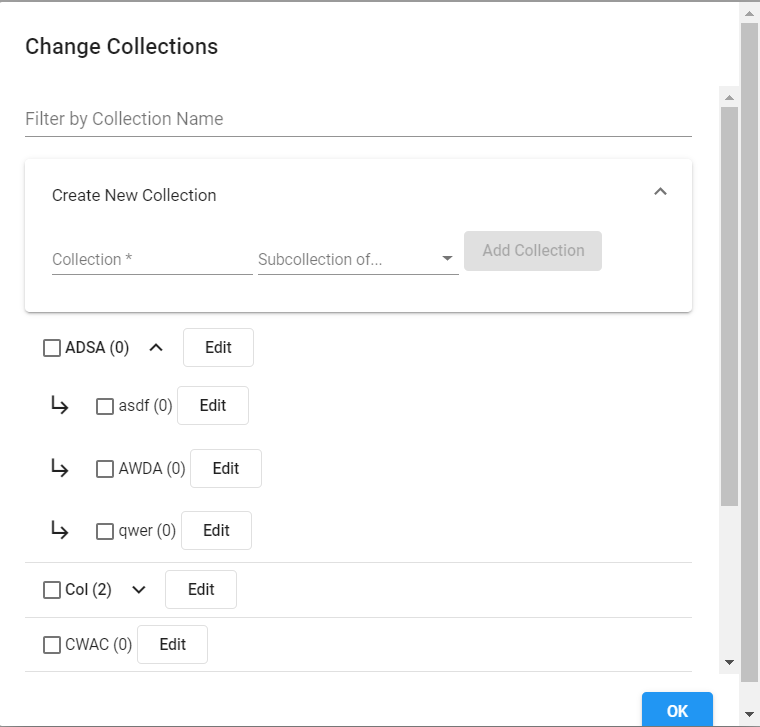 Change Collections
Filter by Collection Name
Create New Collection
Collection * Subcollection of... Add Collection
ADSA (0) Edit
asdf (0) Edit
AWDA (0) Edit
qwer (0) Edit
Col (2) Edit
CWAC (0) Edit
OK